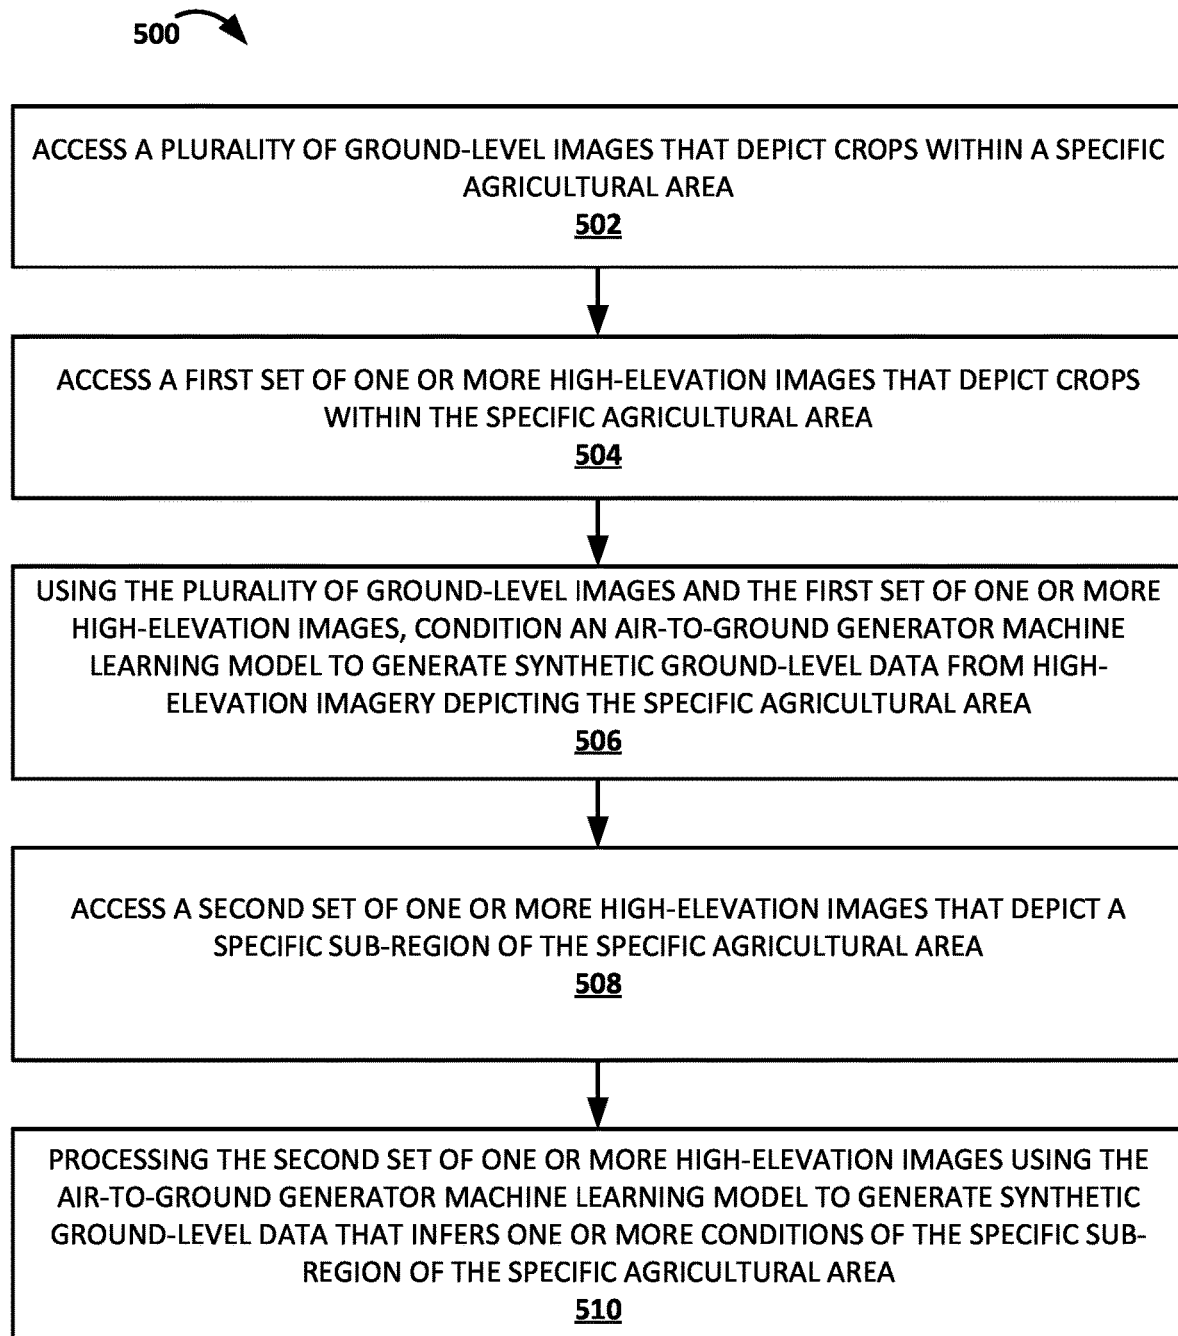 500
ACCESS A PLURALITY OF GROUND-LEVEL IMAGES THAT DEPICT CROPS WITHIN A SPECIFIC
AGRICULTURAL AREA
502
ACCESS A FIRST SET OF ONE OR MORE HIGH-ELEVATION IMAGES THAT DEPICT CROPS
WITHIN THE SPECIFIC AGRICULTURAL AREA
504
USING THE PLURALITY OF GROUND-LEVEL IMAGES AND THE FIRST SET OF ONE OR MORE
HIGH-ELEVATION IMAGES, CONDITION AN AIR-TO-GROUND GENERATOR MACHINE
LEARNING MODEL TO GENERATE SYNTHETIC GROUND-LEVEL DATA FROM HIGH-
ELEVATION IMAGERY DEPICTING THE SPECIFIC AGRICULTURAL AREA
506
ACCESS A SECOND SET OF ONE OR MORE HIGH-ELEVATION IMAGES THAT DEPICT A
SPECIFIC SUB-REGION OF THE SPECIFIC AGRICULTURAL AREA
508
PROCESSING THE SECOND SET OF ONE OR MORE HIGH-ELEVATION IMAGES USING THE
AIR-TO-GROUND GENERATOR MACHINE LEARNING MODEL TO GENERATE SYNTHETIC
GROUND-LEVEL DATA THAT INFERS ONE OR MORE CONDITIONS OF THE SPECIFIC SUB-
REGION OF THE SPECIFIC AGRICULTURAL AREA
510